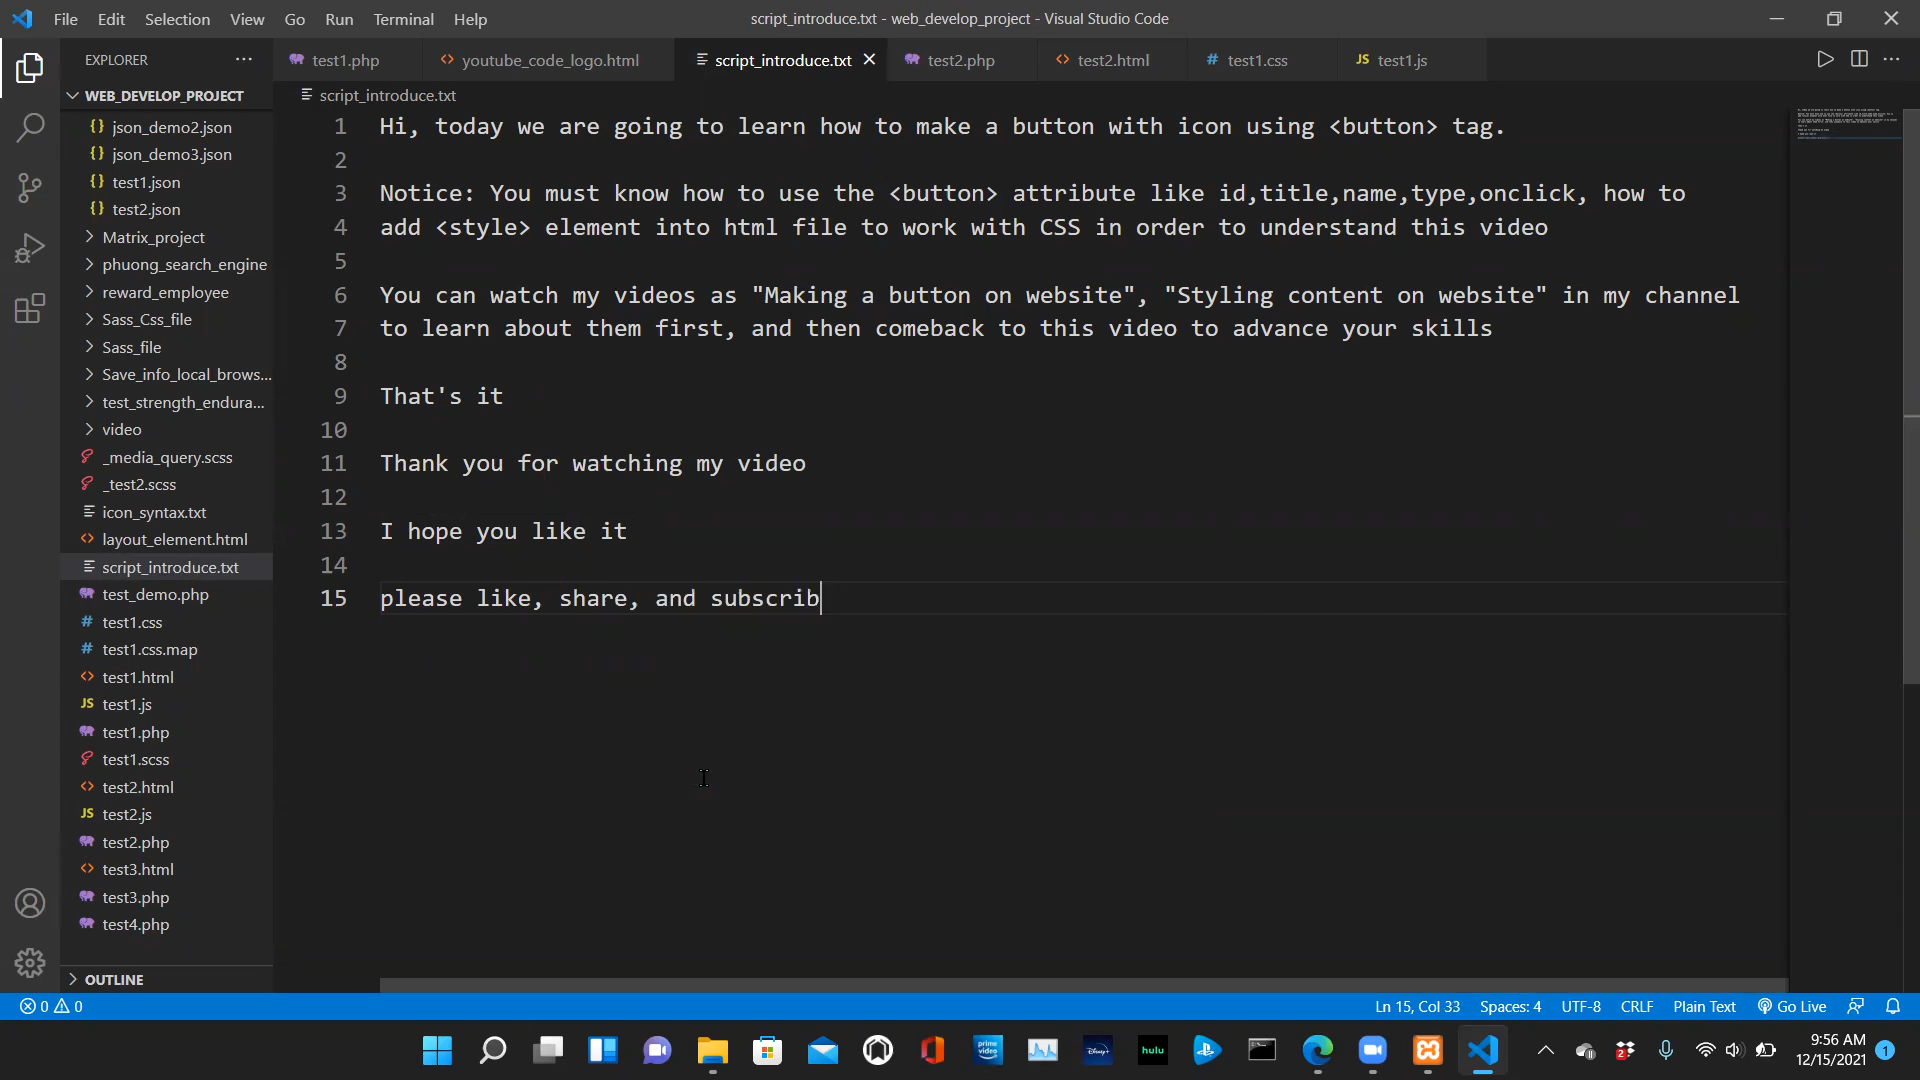 File Edit Selection View Go Run Terminal Help
script_introduce.txt - web_develop_project - Visual Studio Code
EXPLORER
test1.php
youtube_code_logo.html
script_introduce.txt
test2.php
test2.html
# test1.css
JS test1.js
WEB_DEVELOP_PROJECT
{} json_demo2.json
{} json_demo3.json
{} test1.json
{} test2.json
Matrix_project
phuong_search_engine
reward_employee
Sass_Css_file
Sass_file
Save_info_local_brows...
test_strength_endura...
video
_media_query.scss
_test2.scss
icon_syntax.txt
<> layout_element.html
script_introduce.txt
test_demo.php
# test1.css
test1.css.map
<> test1.html
JS test1.js
test1.php
test1.scss
<> test2.html
JS test2.js
test2.php
<> test3.html
test3.php
test4.php
OUTLINE
script_introduce.txt
1 Hi, today we are going to learn how to make a button with icon using <button> tag.
2
3 Notice: You must know how to use the <button> attribute like id,title,name,type,onclick, how to
4 add <style> element into html file to work with CSS in order to understand this video
5
6 You can watch my videos as "Making a button on website", "Styling content on website" in my channel
7 to learn about them first, and then comeback to this video to advance your skills
8
9 That's it
10
11 Thank you for watching my video
12
13 I hope you like it
14
15 please like, share, and subscrib
0 0
Ln 15, Col 33 Spaces: 4 UTF-8 CRLF Plain Text Go Live
prime video
Disney+
hulu
2
9:56 AM
12/15/2021
1